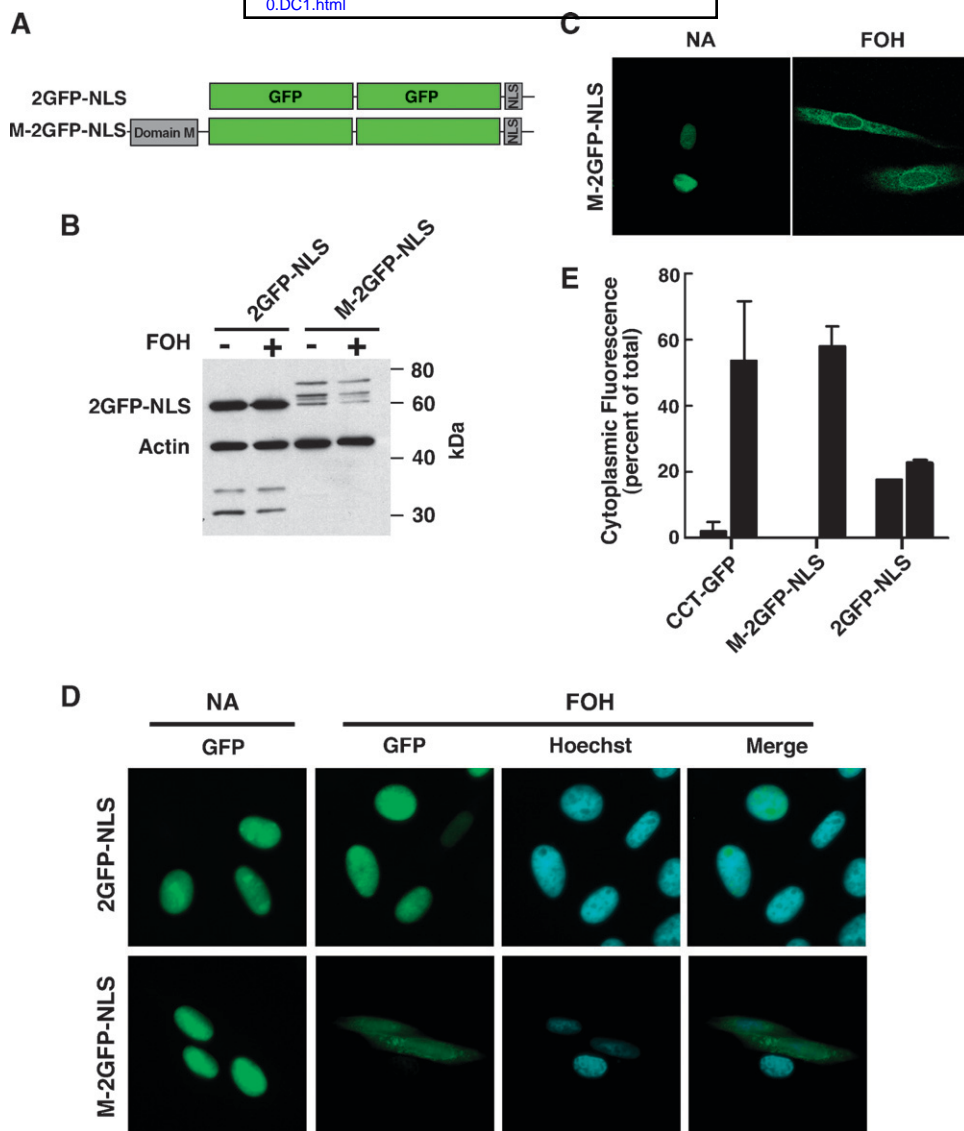 0.DC1.html
A
2GFP-NLS
GFP
GFP
NLS
M-2GFP-NLS
Domain M
NLS
B
2GFP-NLS
M-2GFP-NLS
FOH
-
+
-
+
80
2GFP-NLS
60
Actin
40
30
kDa
C
NA
FOH
M-2GFP-NLS
E
Cytoplasmic Fluorescence
(percent of total)
80
60
40
20
0
CCT-GFP
M-2GFP-NLS
2GFP-NLS
D
NA
FOH
GFP
GFP
Hoechst
Merge
2GFP-NLS
M-2GFP-NLS